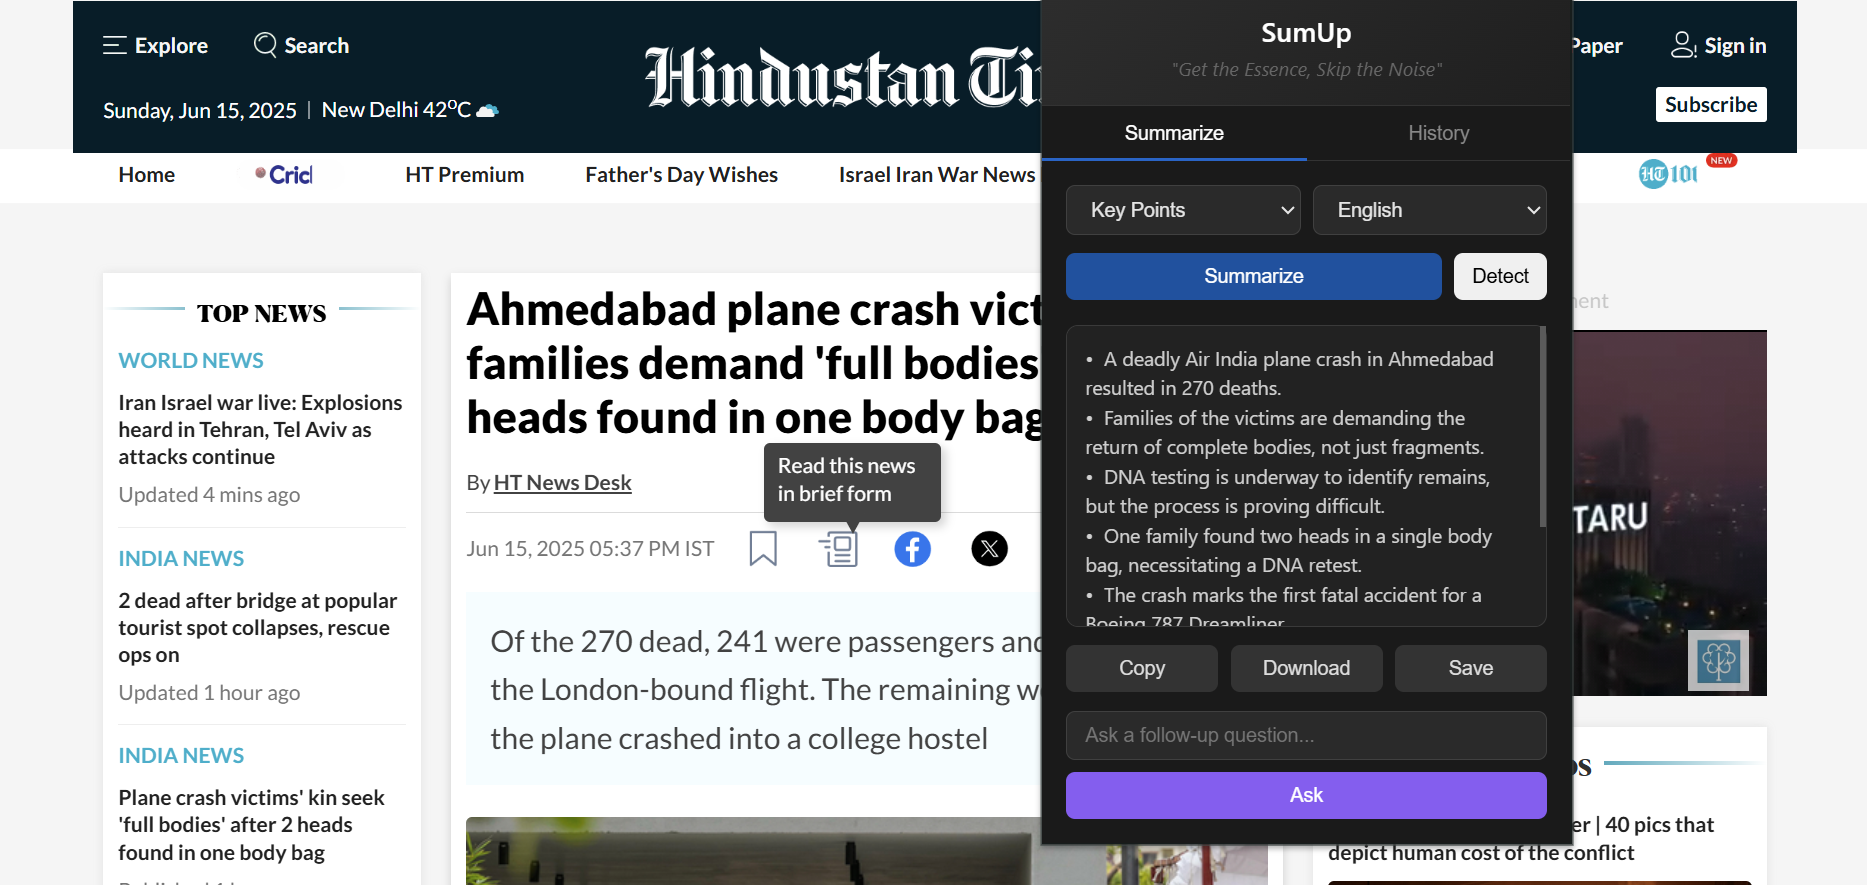 Explore
Search
Sunday, Jun 15, 2025 | New Delhi 42°C
Hindustan
Paper
Sign in
Subscribe
Home
HT Premium
Father's Day Wishes
Israel Iran War News
HT 101
NEW
TOP NEWS
WORLD NEWS
Iran Israel war live: Explosions
heard in Tehran, Tel Aviv as
attacks continue
Updated 4 mins ago
INDIA NEWS
2 dead after bridge at popular
tourist spot collapses, rescue
ops on
Updated 1 hour ago
INDIA NEWS
Plane crash victims' kin seek
'full bodies' after 2 heads
found in one body bag
Ahmedabad plane crash
families demand 'full bodies
heads found in one body bag
By HT News Desk
Read this news
in brief form
Jun 15, 2025 05:37 PM IST
Of the 270 dead, 241 were passengers and
the London-bound flight. The remaining
the plane crashed into a college hostel
SumUp
"Get the Essence, Skip the Noise"
Summarize
History
Key Points
English
Summarize
Detect
• A deadly Air India plane crash in Ahmedabad
resulted in 270 deaths.
• Families of the victims are demanding the
return of complete bodies, not just fragments.
• DNA testing is underway to identify remains,
but the process is proving difficult.
• One family found two heads in a single body
bag, necessitating a DNA retest.
• The crash marks the first fatal accident for a
Boeing 787 Dreamliner
Copy
Download
Save
Ask a follow-up question...
Ask
TARU
er | 40 pics that
depict human cost of the conflict